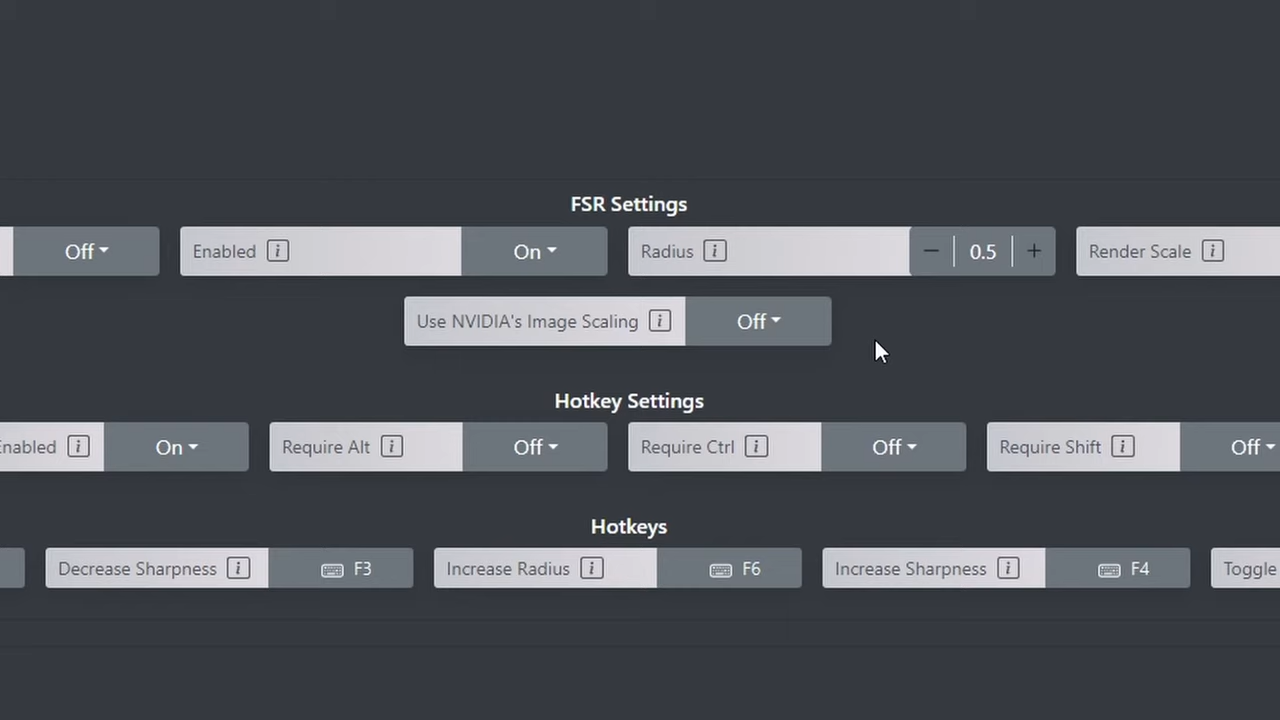 FSR Settings
Off Enabled i On Radius i − 0.5 + Render Scale i
Use NVIDIA's Image Scaling i Off
Hotkey Settings
Enabled i On Require Alt i Off Require Ctrl i Off Require Shift i Off
Hotkeys
Decrease Sharpness i F3 Increase Radius i F6 Increase Sharpness i F4 Toggle